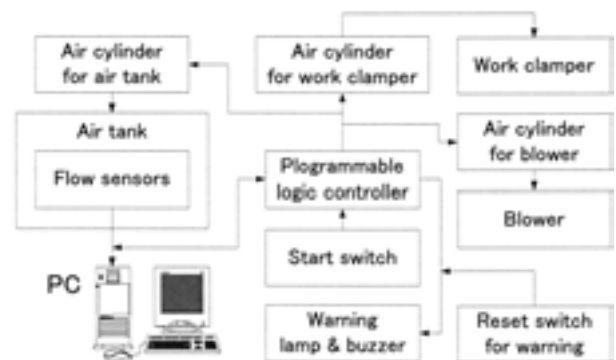 Air cylinder
for air tank
Air cylinder
for work clamper
Work clamper
Air tank
Flow sensors
Plogrammable
logic controller
Air cylinder
for blower
Blower
Start switch
PC
Warning
lamp & buzzer
Reset switch
for warning